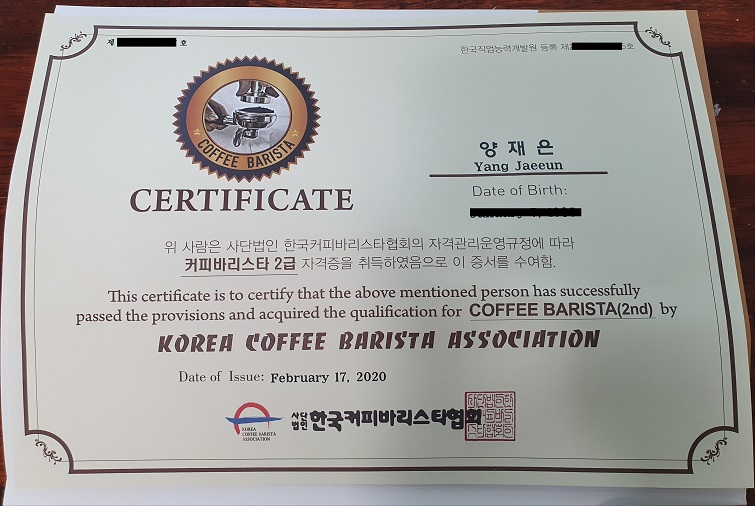 제 호
한국직업능력개발원 등록 제 호
COFFEE BARISTA
CERTIFICATE
양재은
Yang Jaeeun
Date of Birth:
위 사람은 사단법인 한국커피바리스타협회의 자격관리운영규정에 따라
커피바리스타 2급 자격증을 취득하였음으로 이 증서를 수여함.
This certificate is to certify that the above mentioned person has successfully
passed the provisions and acquired the qualification for COFFEE BARISTA(2nd) by
KOREA COFFEE BARISTA ASSOCIATION
Date of Issue: February 17, 2020
KOREA
COFFEE BARISTA
ASSOCIATION
사단
법인 한국커피바리스타협회